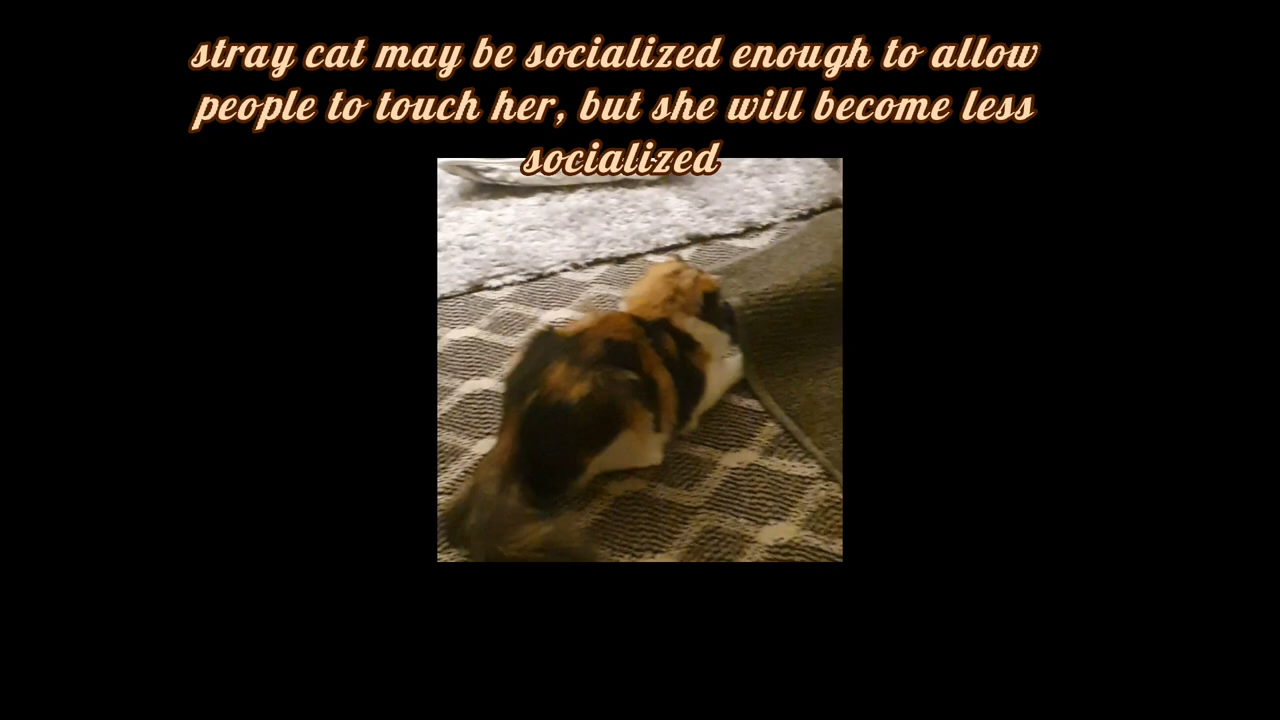 stray cat may be socialized enough to allow
people to touch her, but she will become less
socialized